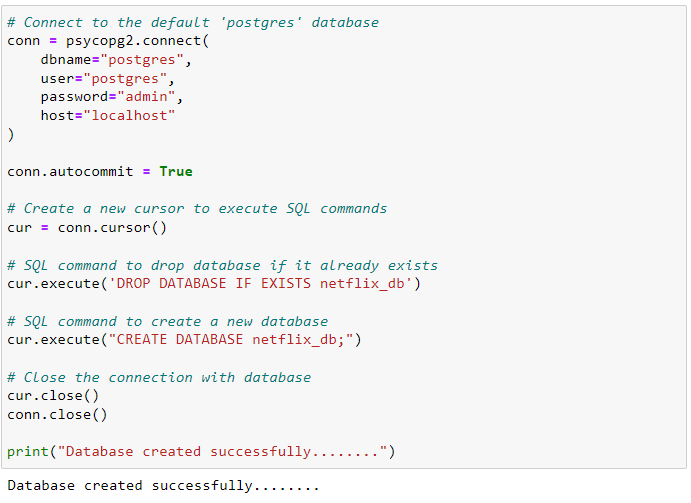 # Connect to the default 'postgres' database
conn = psycopg2.connect(
    dbname="postgres",
    user="postgres",
    password="admin",
    host="localhost"
)
conn.autocommit = True
# Create a new cursor to execute SQL commands
cur = conn.cursor()
# SQL command to drop database if it already exists
cur.execute('DROP DATABASE IF EXISTS netflix_db')
# SQL command to create a new database
cur.execute("CREATE DATABASE netflix_db;")
# Close the connection with database
cur.close()
conn.close()
print("Database created successfully........")
Database created successfully........